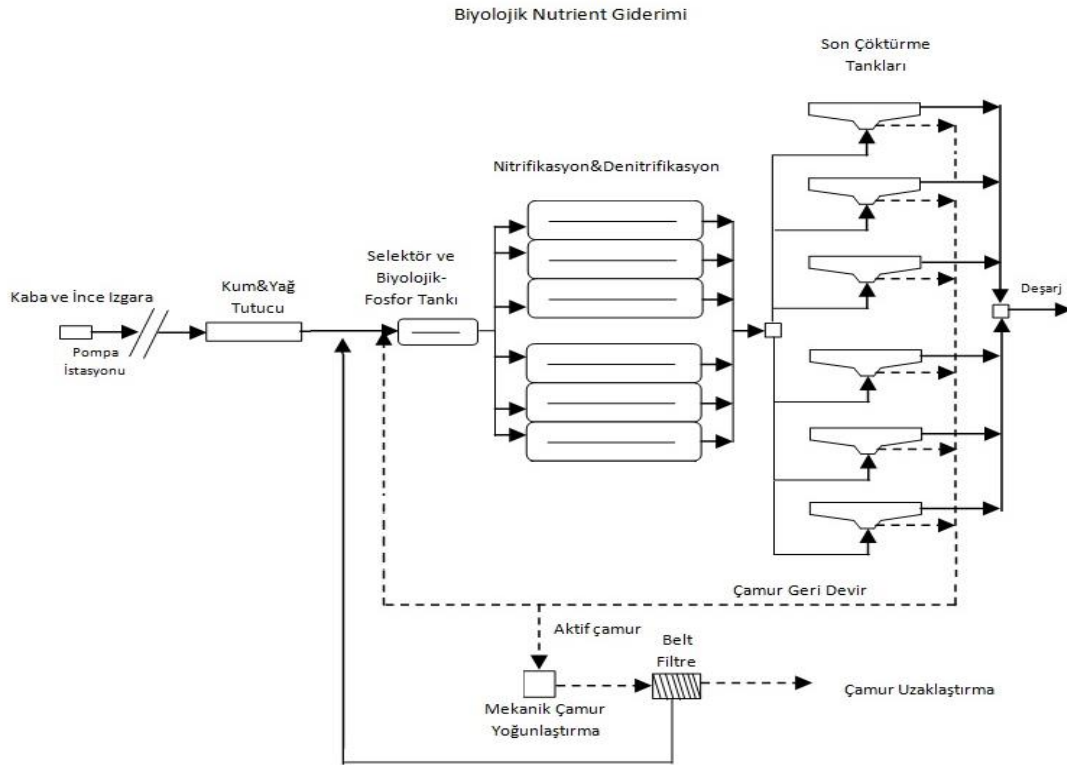 Biyolojik Nutrient Giderimi
Son Çöktürme
Tankları
Nitrifikasyon&Denitrifikasyon
Selektör ve
Biyolojik-
Fosfor Tankı
Kum&Yağ
Tutucu
Kaba ve İnce Izgara
Pompa
İstasyonu
Deşarj
Çamur Geri Devir
Aktif çamur
Belt
Filtre
Mekanik Çamur
Yoğunlaştırma
Çamur Uzaklaştırma